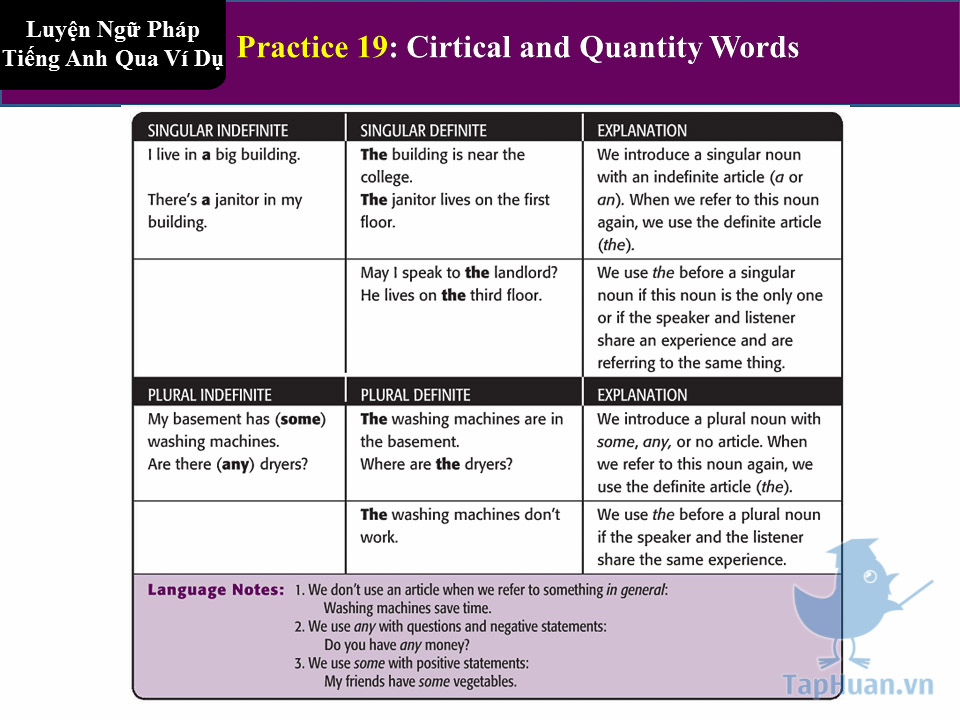 Luyện Ngữ Pháp
Tiếng Anh Qua Ví Dụ
Practice 19: Cirtical and Quantity Words
SINGULAR INDEFINITE
SINGULAR DEFINITE
EXPLANATION
I live in a big building.
There's a janitor in my
building.
The building is near the
college.
The janitor lives on the first
floor.
We introduce a singular noun
with an indefinite article (a or
an). When we refer to this noun
again, we use the definite article
(the).
May I speak to the landlord?
He lives on the third floor.
We use the before a singular
noun if this noun is the only one
or if the speaker and listener
share an experience and are
referring to the same thing.
PLURAL INDEFINITE
PLURAL DEFINITE
EXPLANATION
My basement has (some)
washing machines.
Are there (any) dryers?
The washing machines are in
the basement.
Where are the dryers?
We introduce a plural noun with
some, any, or no article. When
we refer to this noun again, we
use the definite article (the).
The washing machines don't
work.
We use the before a plural noun
if the speaker and the listener
share the same experience.
Language Notes: 1. We don't use an article when we refer to something in general:
Washing machines save time.
2. We use any with questions and negative statements:
Do you have any money?
3. We use some with positive statements:
My friends have some vegetables.
TapHuan.vn